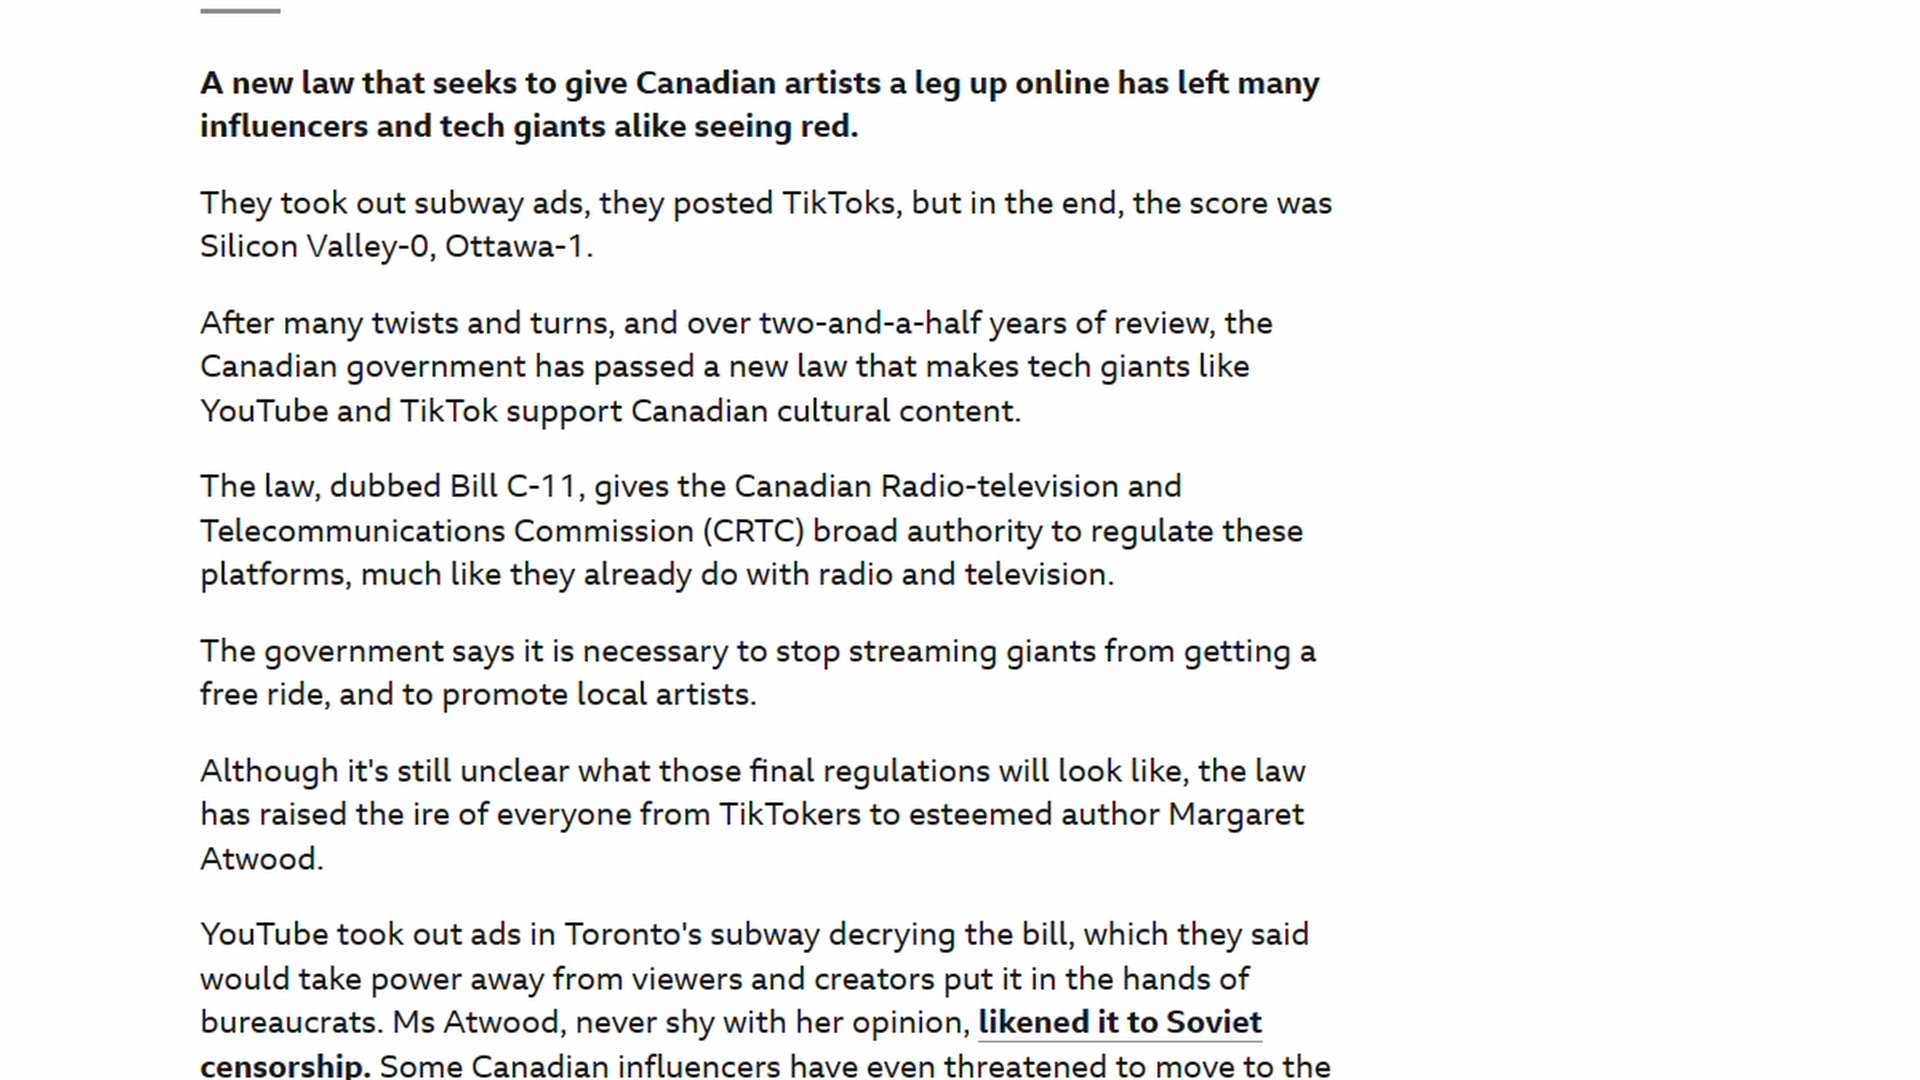 A new law that seeks to give Canadian artists a leg up online has left many
influencers and tech giants alike seeing red.
They took out subway ads, they posted TikToks, but in the end, the score was
Silicon Valley-0, Ottawa-1.
After many twists and turns, and over two-and-a-half years of review, the
Canadian government has passed a new law that makes tech giants like
YouTube and TikTok support Canadian cultural content.
The law, dubbed Bill C-11, gives the Canadian Radio-television and
Telecommunications Commission (CRTC) broad authority to regulate these
platforms, much like they already do with radio and television.
The government says it is necessary to stop streaming giants from getting a
free ride, and to promote local artists.
Although it's still unclear what those final regulations will look like, the law
has raised the ire of everyone from TikTokers to esteemed author Margaret
Atwood.
YouTube took out ads in Toronto's subway decrying the bill, which they said
would take power away from viewers and creators put it in the hands of
bureaucrats. Ms Atwood, never shy with her opinion, likened it to Soviet
censorship. Some Canadian influencers have even threatened to move to the